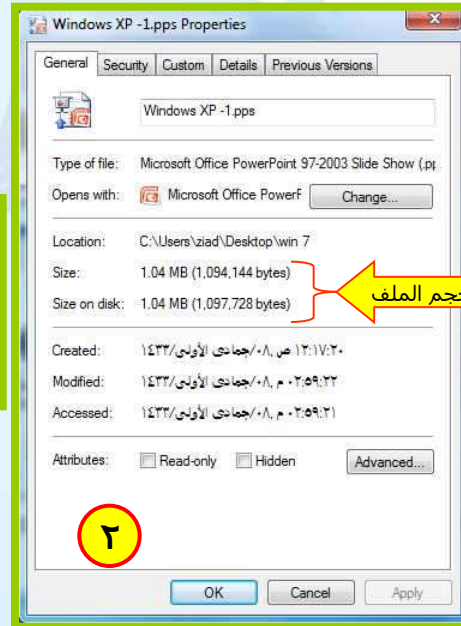 Windows XP -1.pps Properties
General Security Custom Details Previous Versions
Windows XP -1.pps
Type of file: Microsoft Office PowerPoint 97-2003 Slide Show (.pp
Opens with: Microsoft Office PowerF Change...
Location: C:\Users\ziad\Desktop\win 7
Size: 1.04 MB (1,094,144 bytes)
Size on disk: 1.04 MB (1,097,728 bytes)
حجم الملف
Created: ٠٨/جمادى الأولى/١٤٣٣, ١٢:١٧:٢٠ ص
Modified: ٠٨/جمادى الأولى/١٤٣٣, ٠٢:٥٩:٢٢ م
Accessed: ٠٨/جمادى الأولى/١٤٣٣, ٠٢:٥٩:٢١ م
Attributes: Read-only Hidden Advanced...
٢
OK Cancel Apply